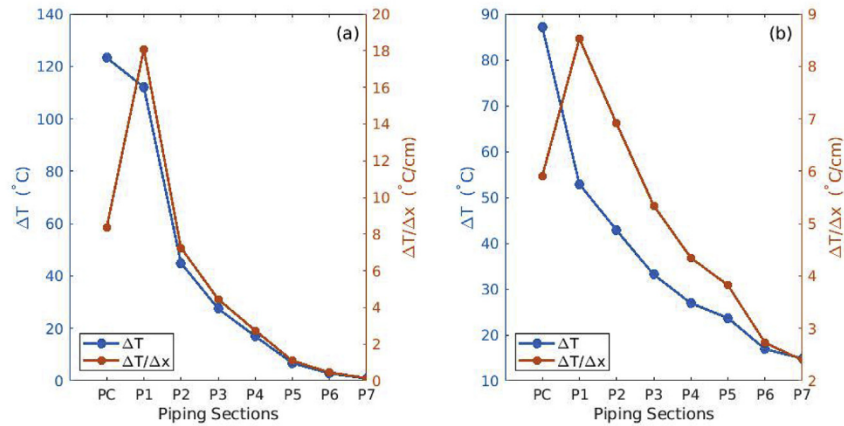 (a)
140
120
100
80
60
40
20
0
ΔT (°C)
20
18
16
14
12
10
8
6
4
2
0
ΔT/Δx (°C/cm)
ΔT
ΔT/Δx
PC P1 P2 P3 P4 P5 P6 P7
Piping Sections
(b)
90
80
70
60
50
40
30
20
10
ΔT (°C)
9
8
7
6
5
4
3
2
ΔT/Δx (°C/cm)
ΔT
ΔT/Δx
PC P1 P2 P3 P4 P5 P6 P7
Piping Sections